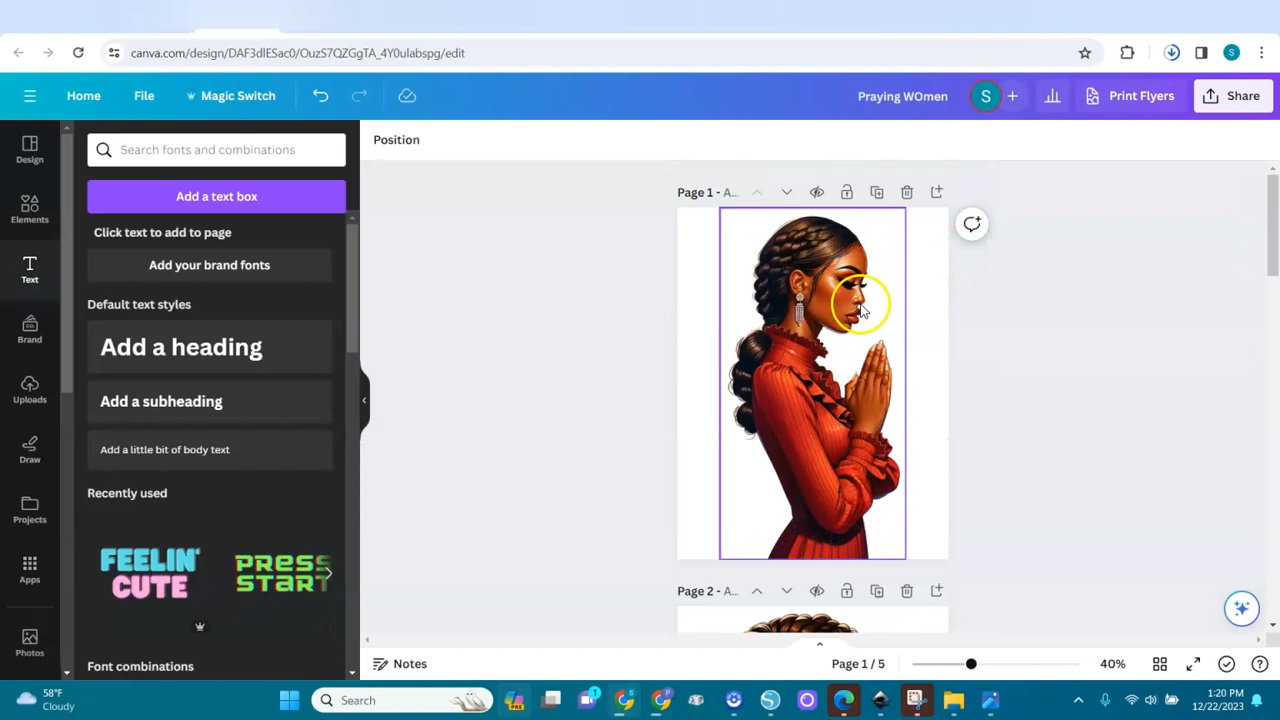 canva.com/design/DAF3dIESac0/OuzS7QZGgTA_4Y0ulabspg/edit
S
Home
File
Magic Switch
Praying WOmen
S
Print Flyers
Share
Design
Elements
Text
Brand
Uploads
Draw
Projects
Apps
Photos
Search fonts and combinations
Add a text box
Click text to add to page
Add your brand fonts
Default text styles
Add a heading
Add a subheading
Add a little bit of body text
Recently used
FEELIN' CUTE
PRESS START
Font combinations
Position
Page 1 - A...
Page 2 - A...
Notes
Page 1 / 5
40%
58°F
Cloudy
Search
1
1:20 PM
12/22/2023